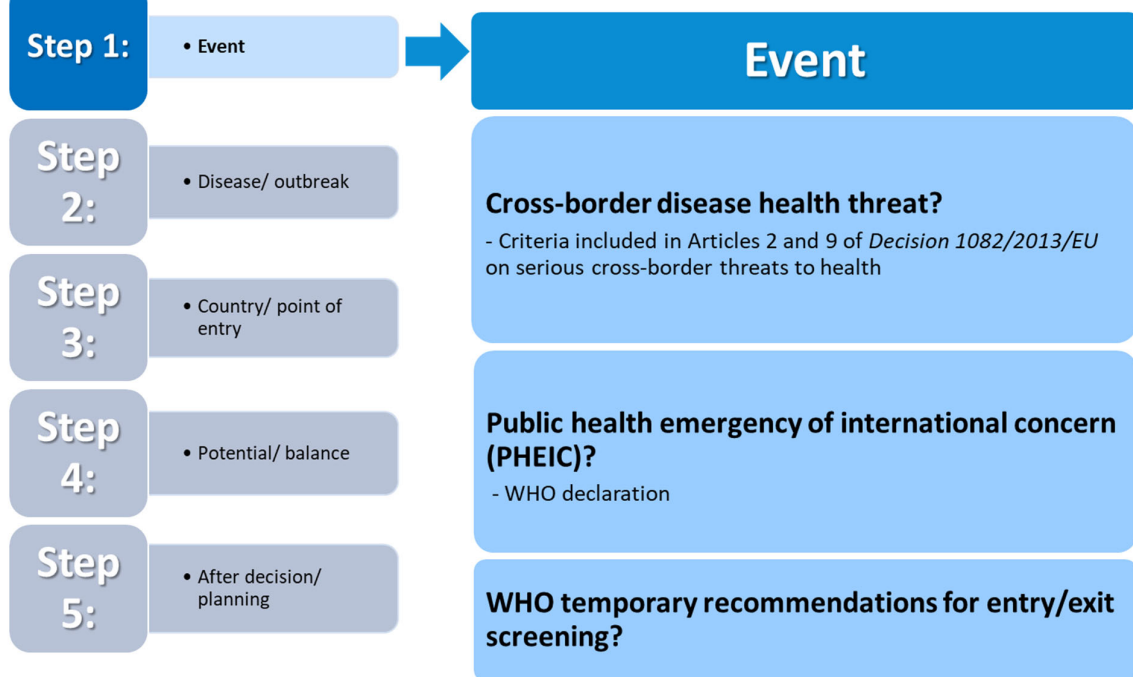 Step 1:
• Event
Event
Step
2:
• Disease/ outbreak
Step
3:
• Country/ point of
entry
Step
4:
• Potential/ balance
Step
5:
• After decision/
planning
Cross-border disease health threat?
- Criteria included in Articles 2 and 9 of Decision 1082/2013/EU
on serious cross-border threats to health
Public health emergency of international concern
(PHEIC)?
- WHO declaration
WHO temporary recommendations for entry/exit
screening?